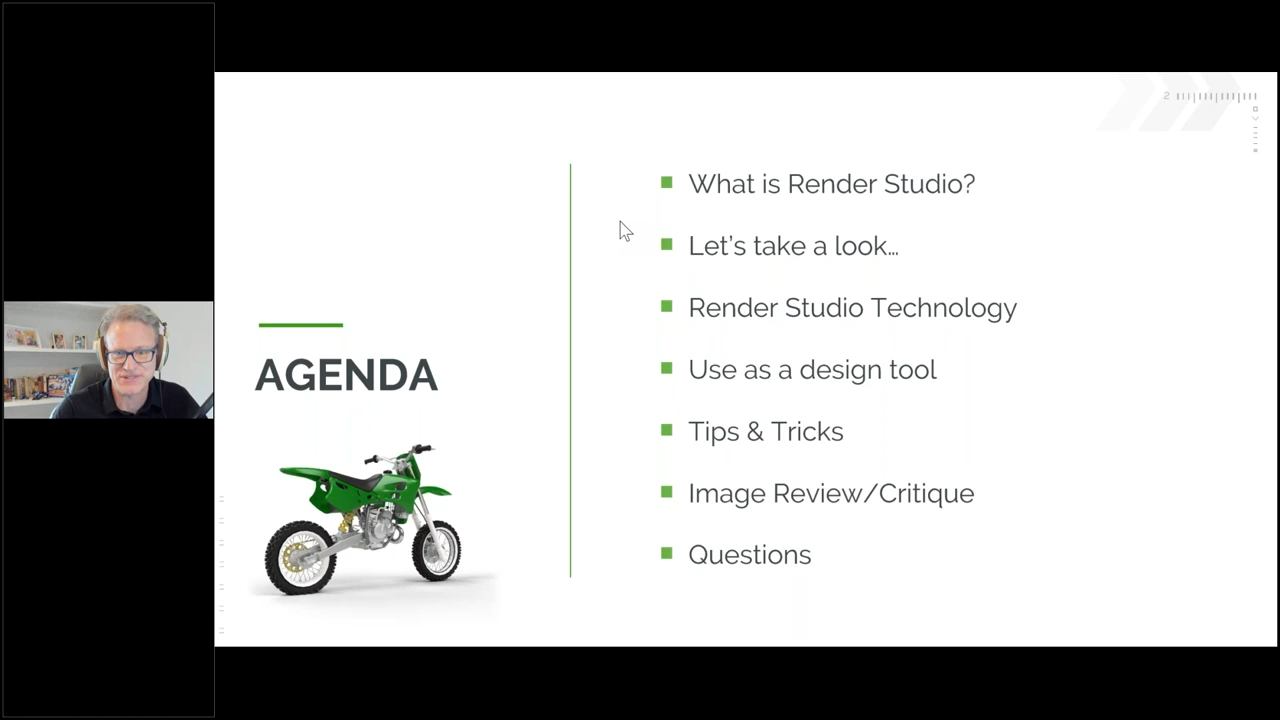 2
AGENDA
What is Render Studio?
Let's take a look...
Render Studio Technology
Use as a design tool
Tips & Tricks
Image Review/Critique
Questions